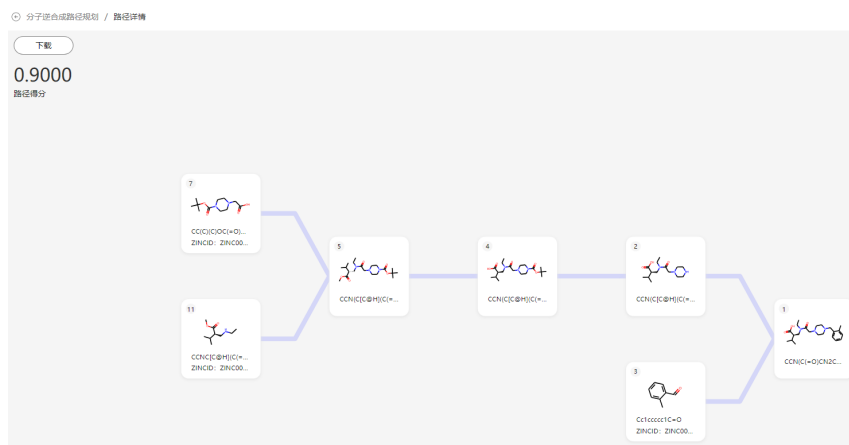 分子逆合成路径规划 / 路径详情
下载
0.9000
路径得分
7
CC(C)(C)OC(=O)...
ZINCID: ZINC00...
5
CCN(C[C@H](C(=...
4
CCN(C[C@H](C(=...
2
CCN(C[C@H](C(=...
11
CCNC[C@H](C(=...
ZINCID: ZINC00...
1
CCN(C(=O)CN2C...
3
Cc1ccccc1C=O
ZINCID: ZINC00...